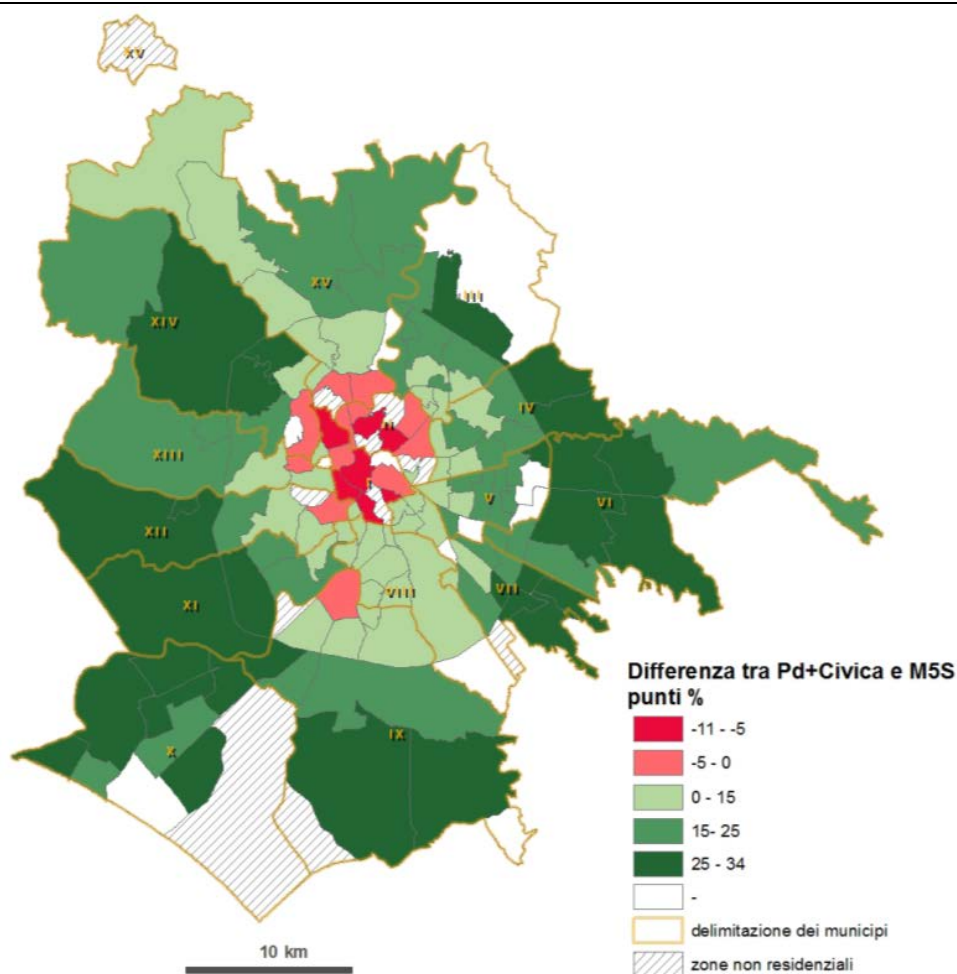 XV
XV
III
XIV
IV
II
XIII
I
V
VI
XII
VII
XI
VIII
IX
X
Differenza tra Pd+Civica e M5S
punti %
-11 - -5
-5 - 0
0 - 15
15- 25
25 - 34
-
delimitazione dei municipi
zone non residenziali
10 km